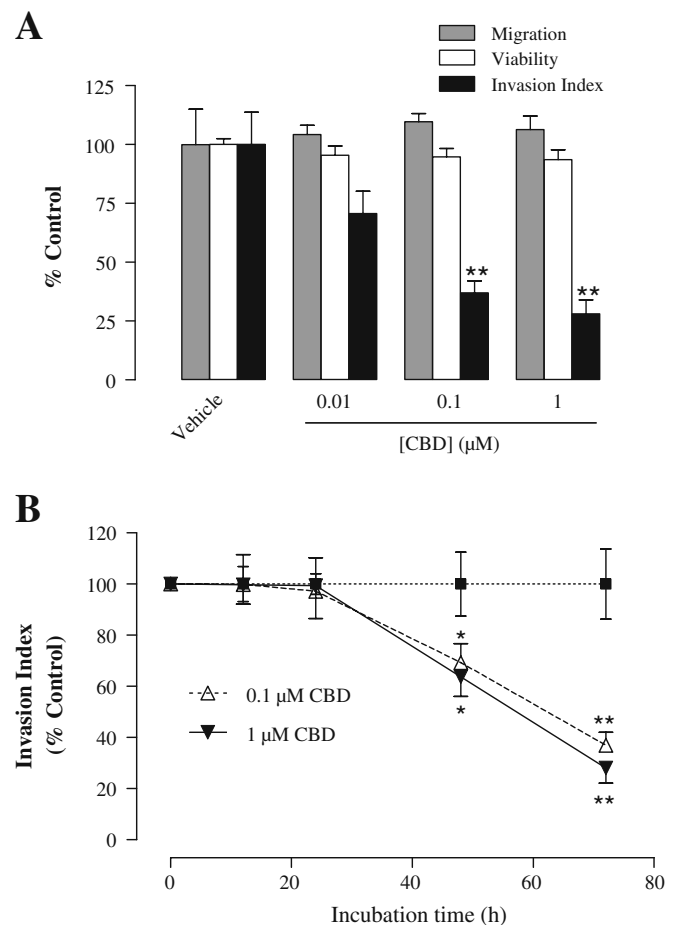 A
Migration
Viability
Invasion Index
125
100
75
50
25
0
% Control
**
**
Vehicle
0.01
0.1
1
[CBD] (μM)
B
120
100
80
60
40
20
0
Invasion Index
(% Control)
0.1 μM CBD
1 μM CBD
*
*
**
**
0
20
40
60
80
Incubation time (h)